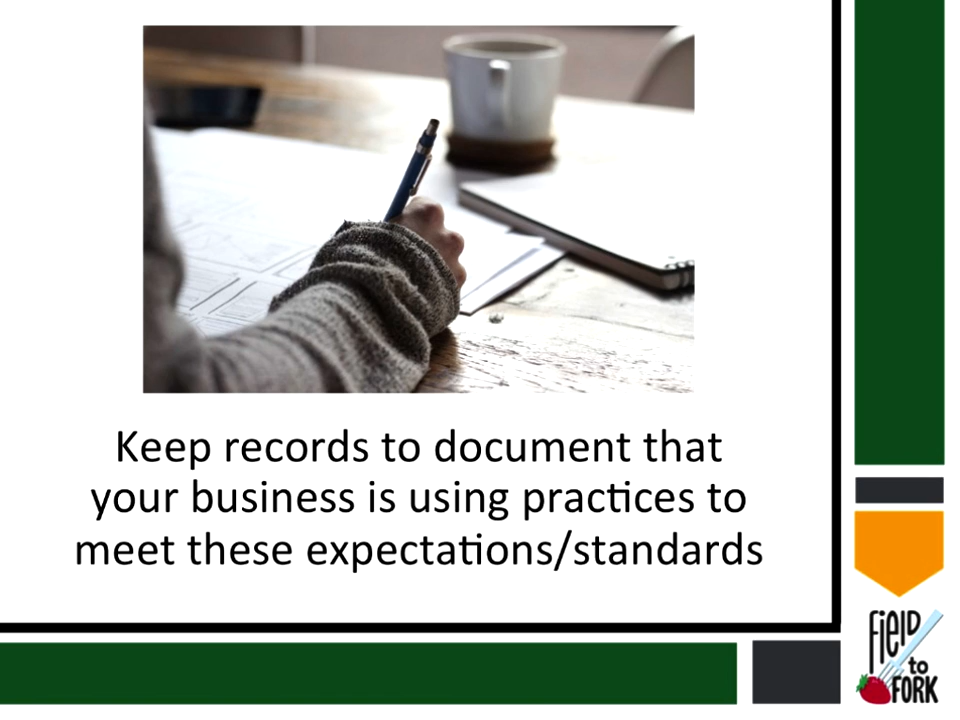 Keep records to document that
your business is using practices to
meet these expectations/standards
FielD
to
FORK